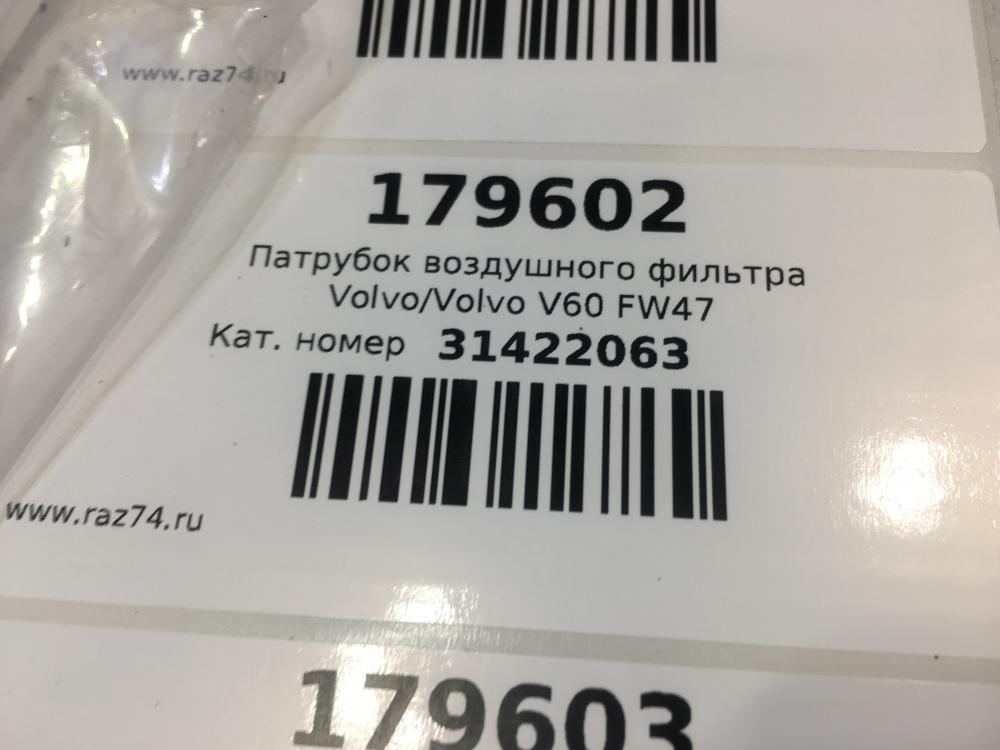 www.raz74.ru
179602
Патрубок воздушного фильтра
Volvo/Volvo V60 FW47
Кат. номер 31422063
www.raz74.ru
179603